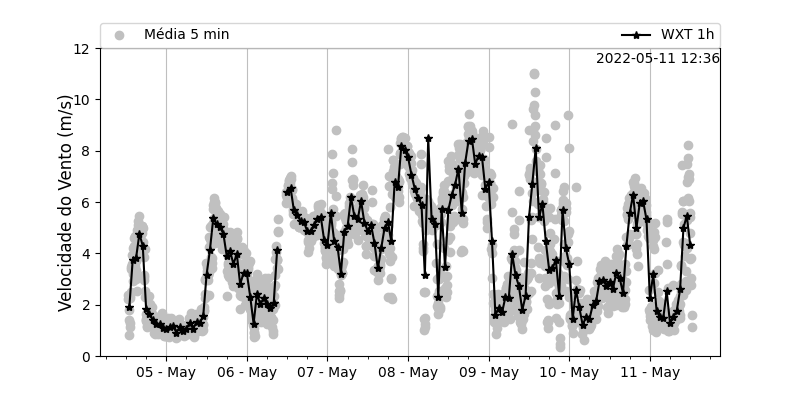 Média 5 min
WXT 1h
2022-05-11 12:36
Velocidade do Vento (m/s)
12
10
8
6
4
2
0
05 - May
06 - May
07 - May
08 - May
09 - May
10 - May
11 - May